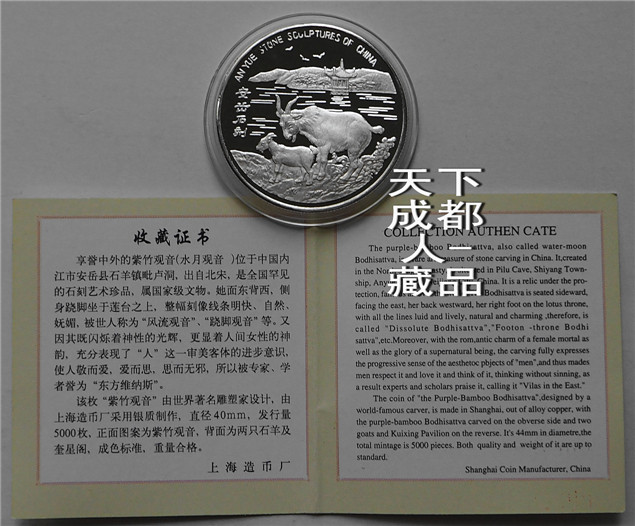 AN YUE STONE SCULPTURES OF CHINA
安岳石刻
天下
成都
人–
藏品
收藏证书
享誉中外的紫竹观音(水月观音 )位于中国内
江市安岳县石羊镇毗卢洞，出自北宋，是全国罕见
的石刻艺术珍品，属国家级文物。她面东背西、侧
身跷脚坐于莲台之上，整幅刻像线条明快、自然、
妩媚，被世人称为“风流观音”、“跷脚观音”等。又
因其既闪烁着神性的光辉，更显着人间女性的神
韵，充分表现了“人”这一审美客体的进步意识，
使人敬而爱，爱而思，思而无邪，所以被专家、学
者誉为“东方维纳斯”。
该枚“紫竹观音”由世界著名雕塑家设计，由
上海造币厂采用银质制作，直径40mm，发行量
5000枚，正面图案为紫竹观音，背面为两只石羊及
奎星阁，成色标准，重量合格。
上海造币厂
COLLECTION AUTHEN CATE
The purple-bamboo Bodhisattva, also called water-moon
Bodhisattva, is a rare treasure of stone carving in China. It,created
in the Nor in Pilu Cave, Shiyang Town-
ship, Any China. It is a relic under the pro-
tection, Bodhisattva is seated sideward,
facing the east, her back westward, her right foot on the lotus throne,
with all the lines luid and lively, natural and charming ,therefore, is
called "Dissolute Bodhisattva","Footon -throne Bodhi
sattva",etc.Moreover, with the rom,antic charm of a female mortal as
well as the glory of a supernatural being, the carving fully expresses
the progressive sense of the aesthetoc phjects of "men",and thus mades
men respect it and love it and think of it, thinking without sinning, as
a result experts and scholars praise it, calling it "Vilas in the East."
The coin of "the Purple-Bamboo Bodhisattva",designed by a
world-famous carver, is made in Shanghai, out of alloy copper, with
the purple-bamboo Bodhisattva carved on the obverse side and two
goats and Kuixing Pavilion on the reverse. It's 44mm in diametre,the
total mintage is 5000 pieces. Both quality and weight of it are up to
standard.
Shanghai Coin Manufacturer, China